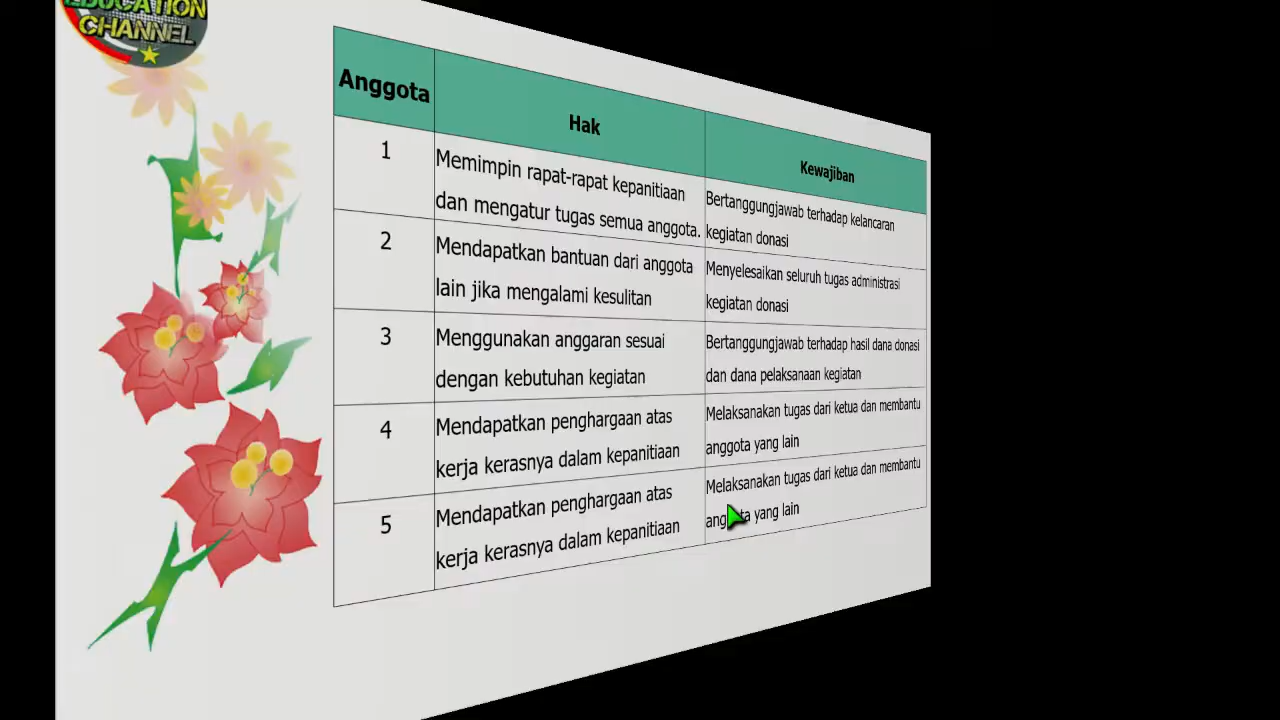 EDUCATION
CHANNEL
Anggota
Hak
Kewajiban
1
Memimpin rapat-rapat kepanitiaan
dan mengatur tugas semua anggota.
Bertanggungjawab terhadap kelancaran
kegiatan donasi
2
Mendapatkan bantuan dari anggota
lain jika mengalami kesulitan
Menyelesaikan seluruh tugas administrasi
kegiatan donasi
3
Menggunakan anggaran sesuai
dengan kebutuhan kegiatan
Bertanggungjawab terhadap hasil dana donasi
dan dana pelaksanaan kegiatan
4
Mendapatkan penghargaan atas
kerja kerasnya dalam kepanitiaan
Melaksanakan tugas dari ketua dan membantu
anggota yang lain
5
Mendapatkan penghargaan atas
kerja kerasnya dalam kepanitiaan
Melaksanakan tugas dari ketua dan membantu
anggota yang lain